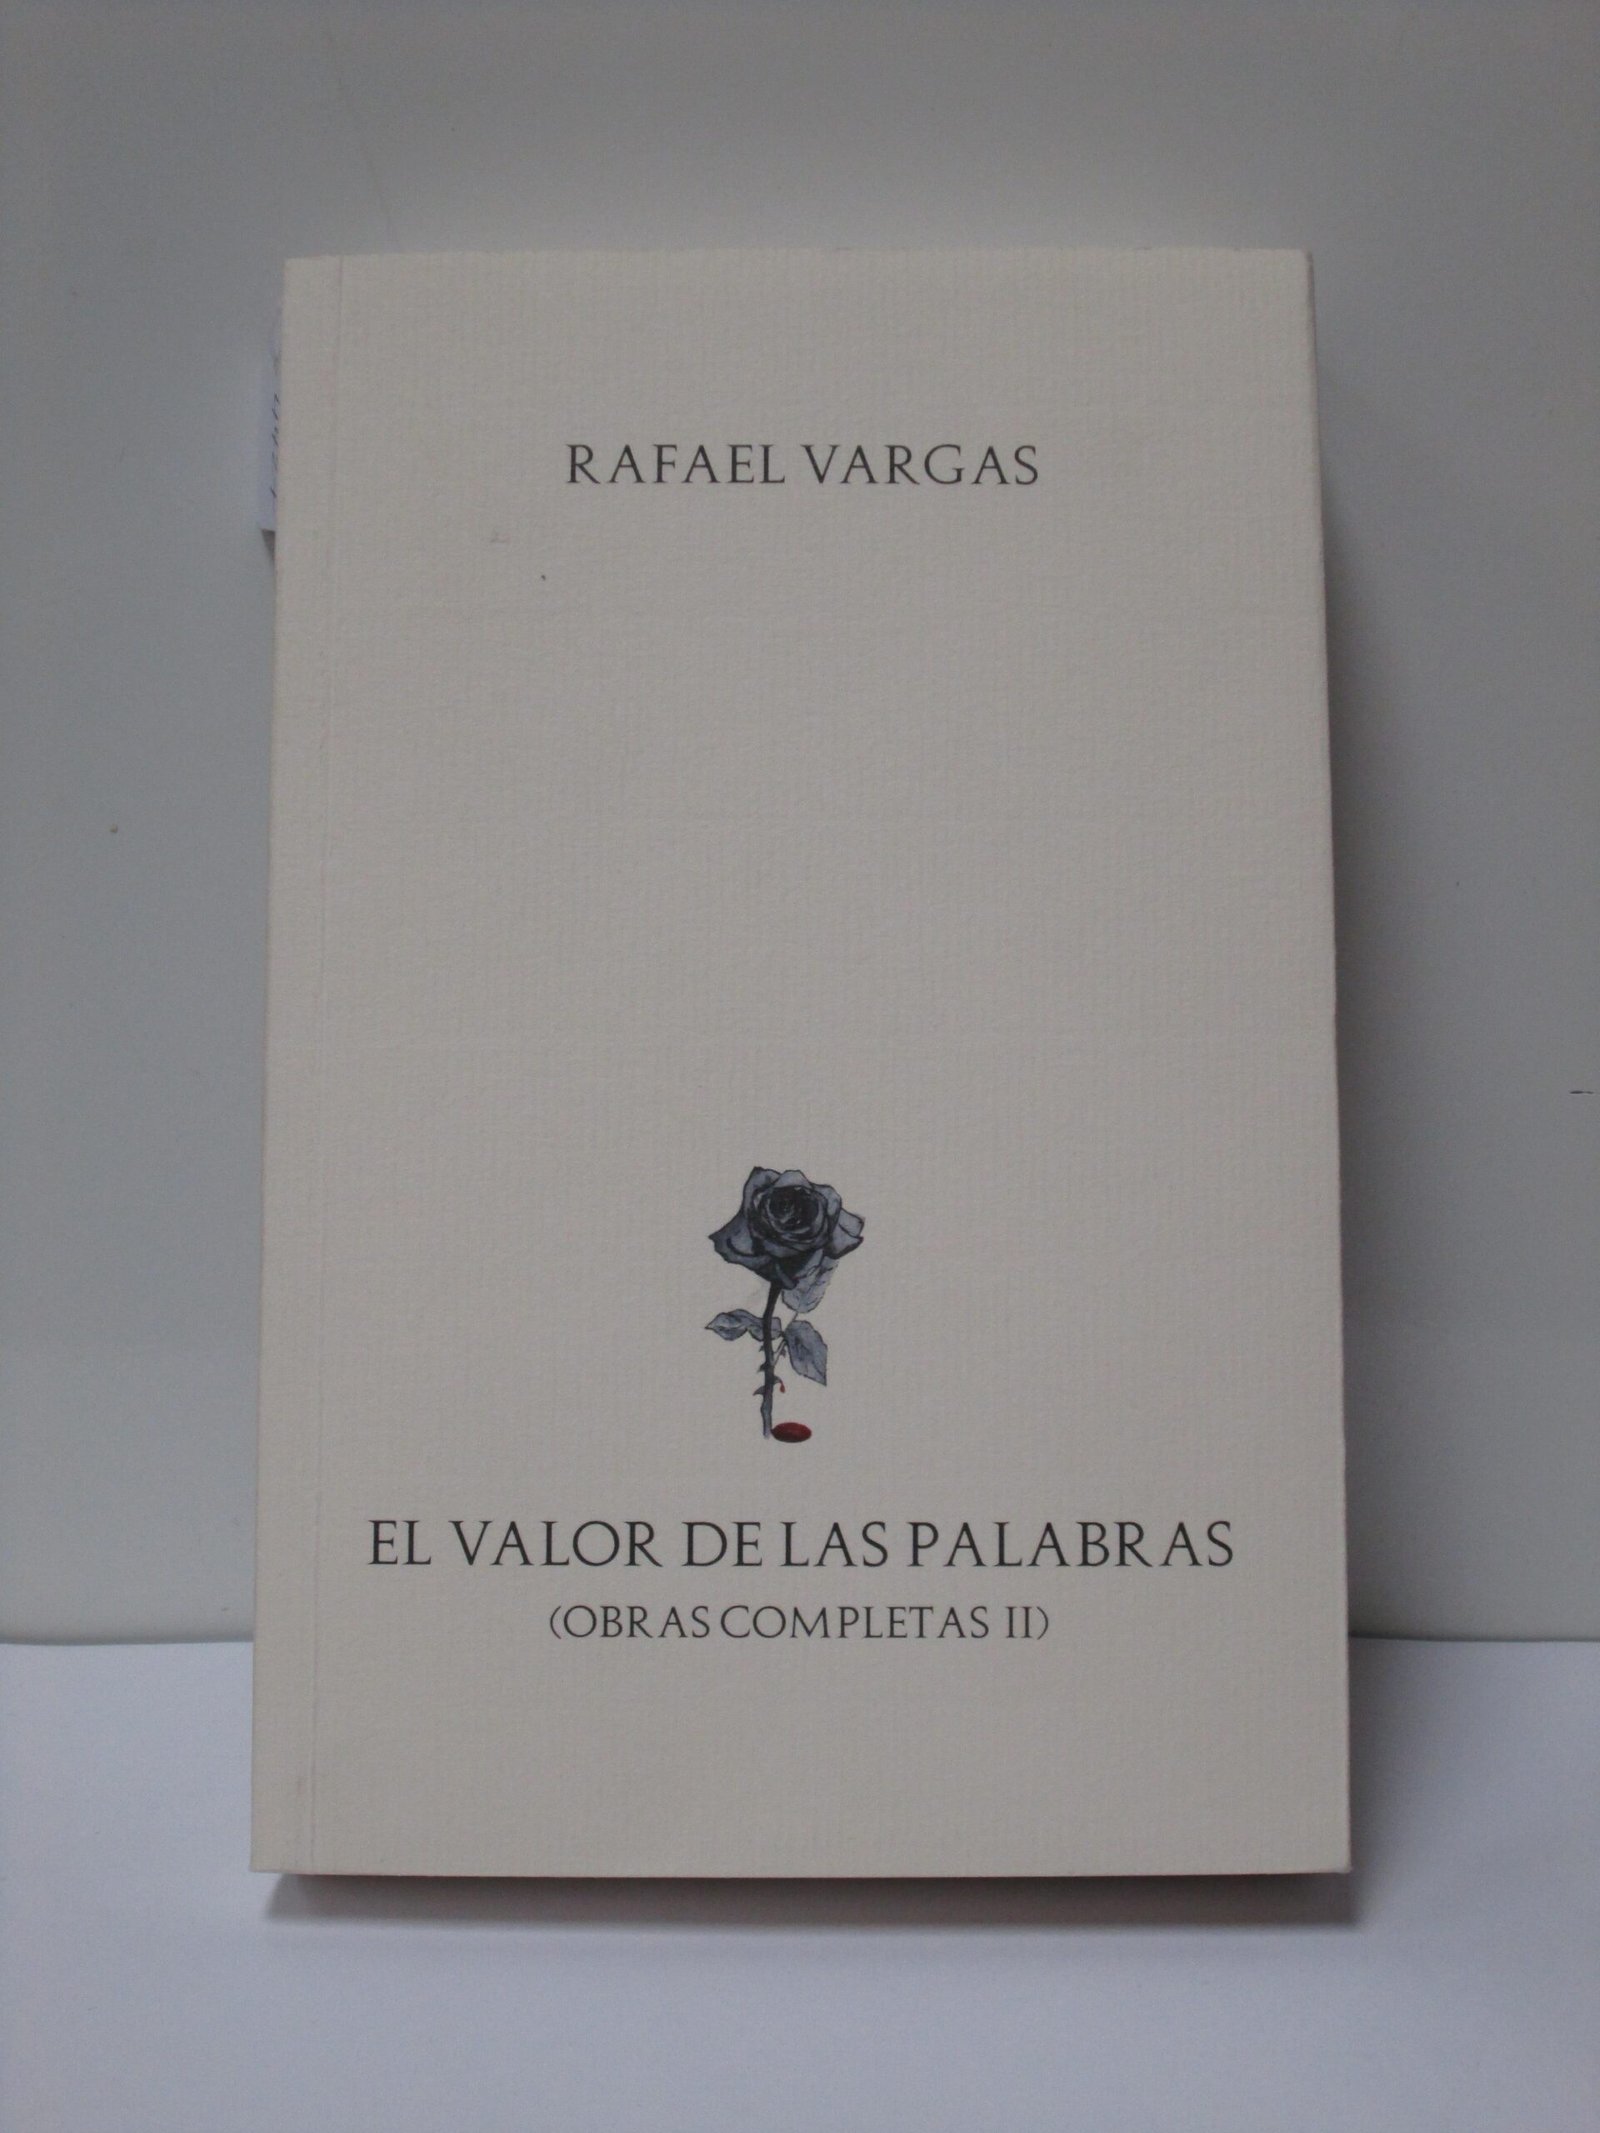 RAFAEL VARGAS
EL VALOR DE LAS PALABRAS
(OBRAS COMPLETAS II)